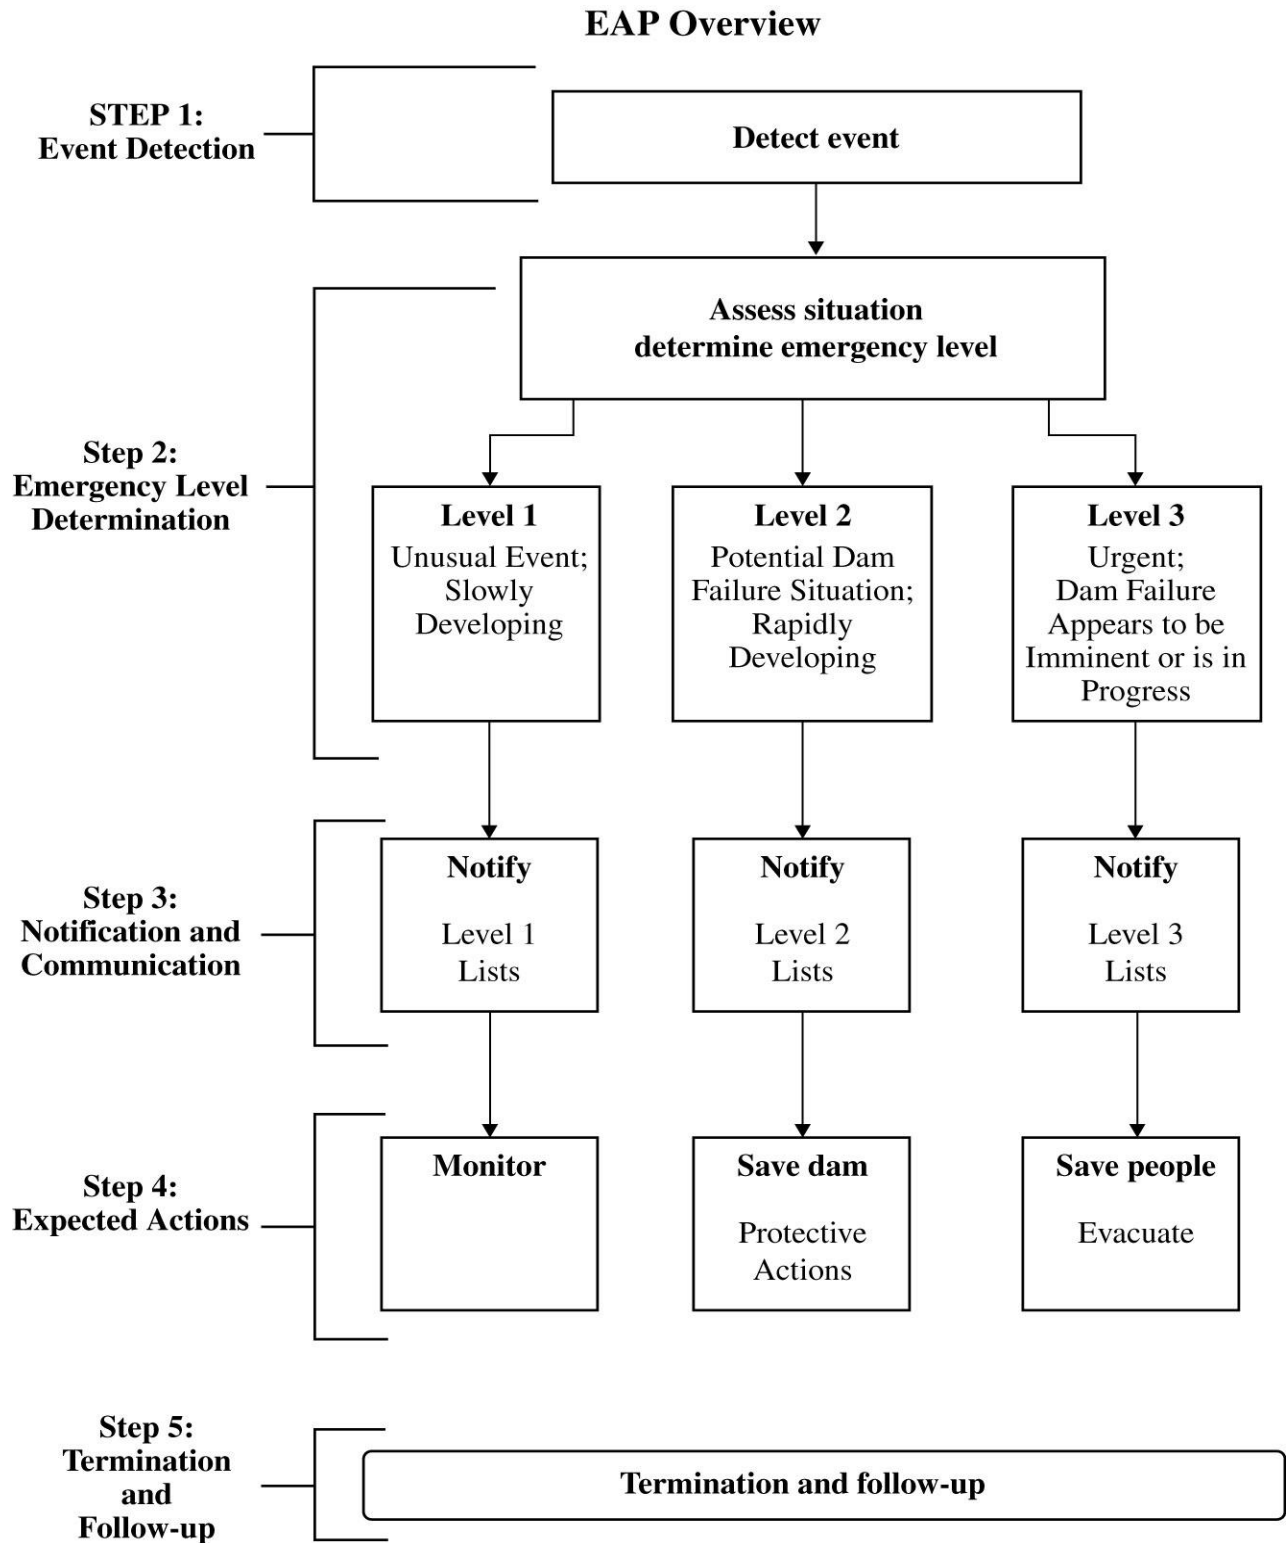 EAP Overview
STEP 1:
Event Detection
Detect event
Assess situation
determine emergency level
Step 2:
Emergency Level
Determination
Level 1
Unusual Event;
Slowly
Developing
Level 2
Potential Dam
Failure Situation;
Rapidly
Developing
Level 3
Urgent;
Dam Failure
Appears to be
Imminent or is in
Progress
Step 3:
Notification and
Communication
Notify
Level 1
Lists
Notify
Level 2
Lists
Notify
Level 3
Lists
Step 4:
Expected Actions
Monitor
Save dam
Protective
Actions
Save people
Evacuate
Step 5:
Termination
and
Follow-up
Termination and follow-up